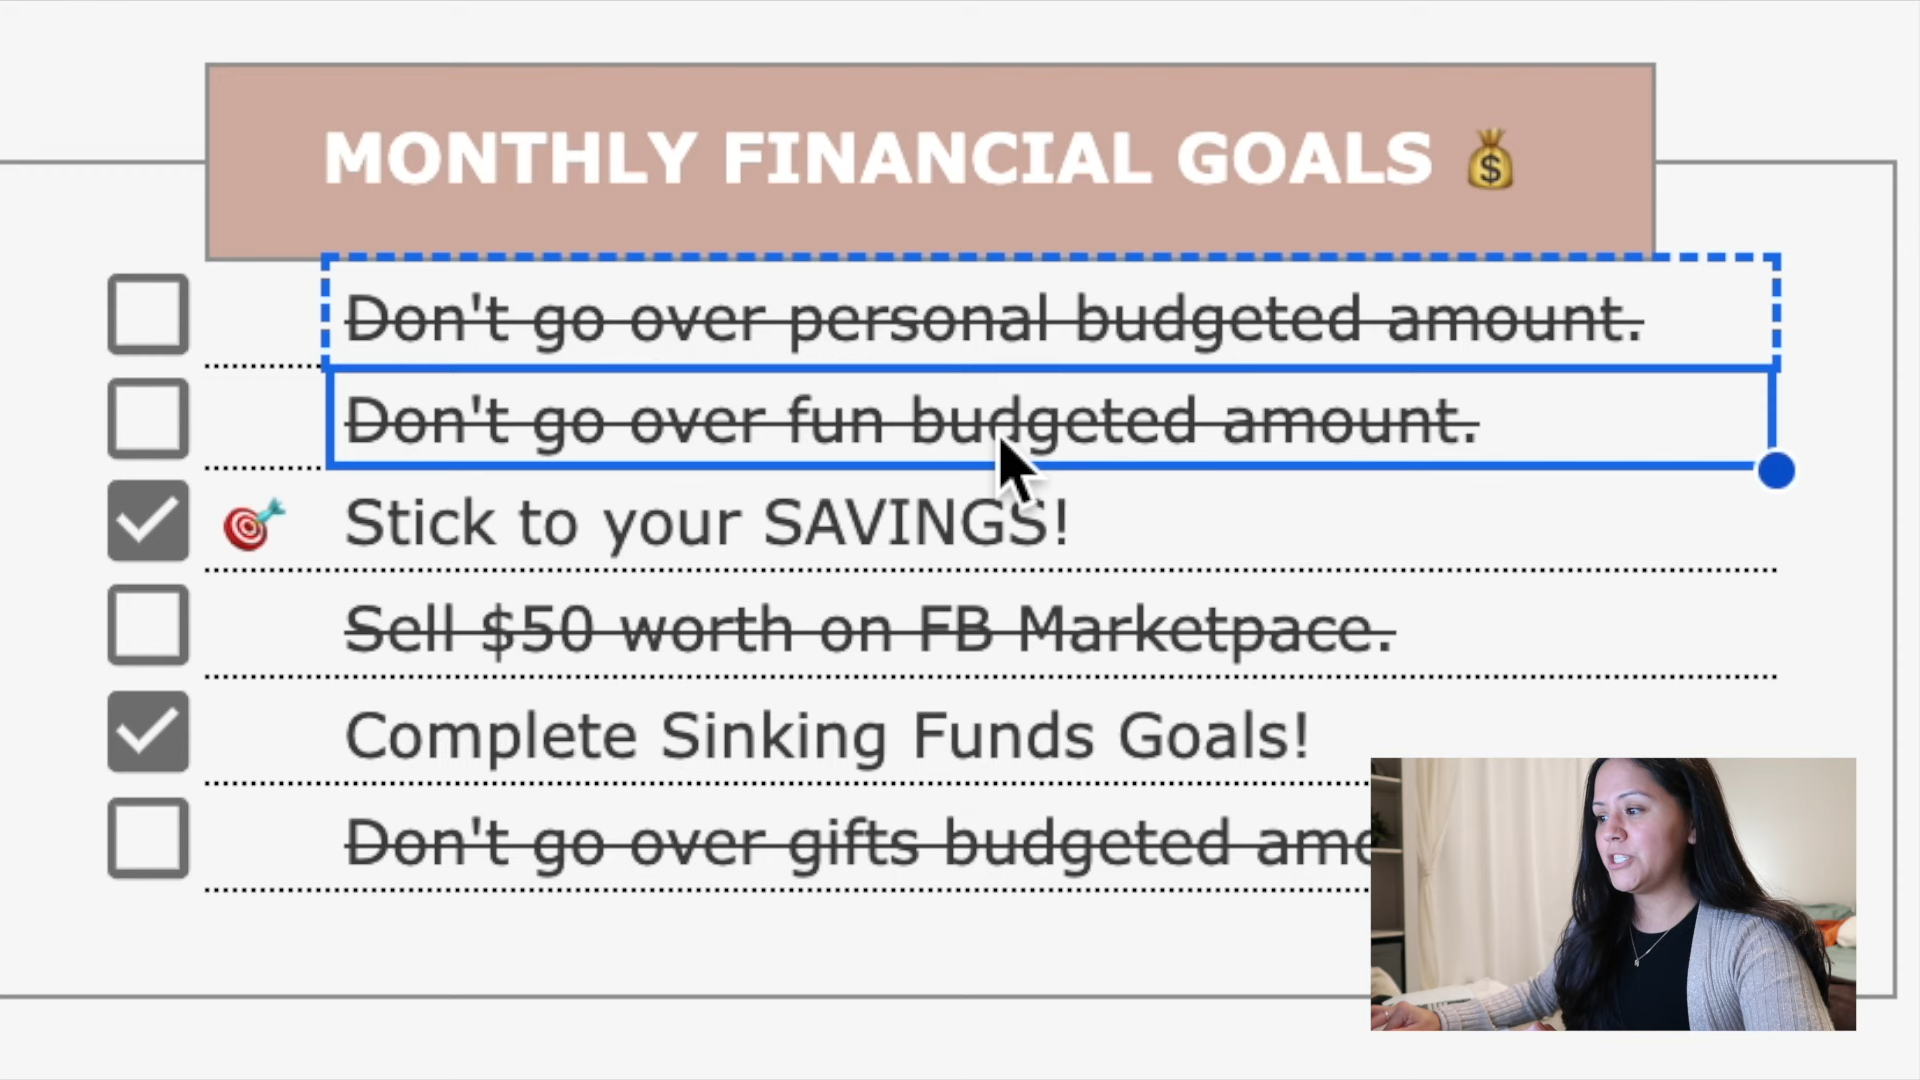 MONTHLY FINANCIAL GOALS 💰
Don't go over personal budgeted amount.
Don't go over fun budgeted amount.
Stick to your SAVINGS!
Sell $50 worth on FB Marketpace.
Complete Sinking Funds Goals!
Don't go over gifts budgeted